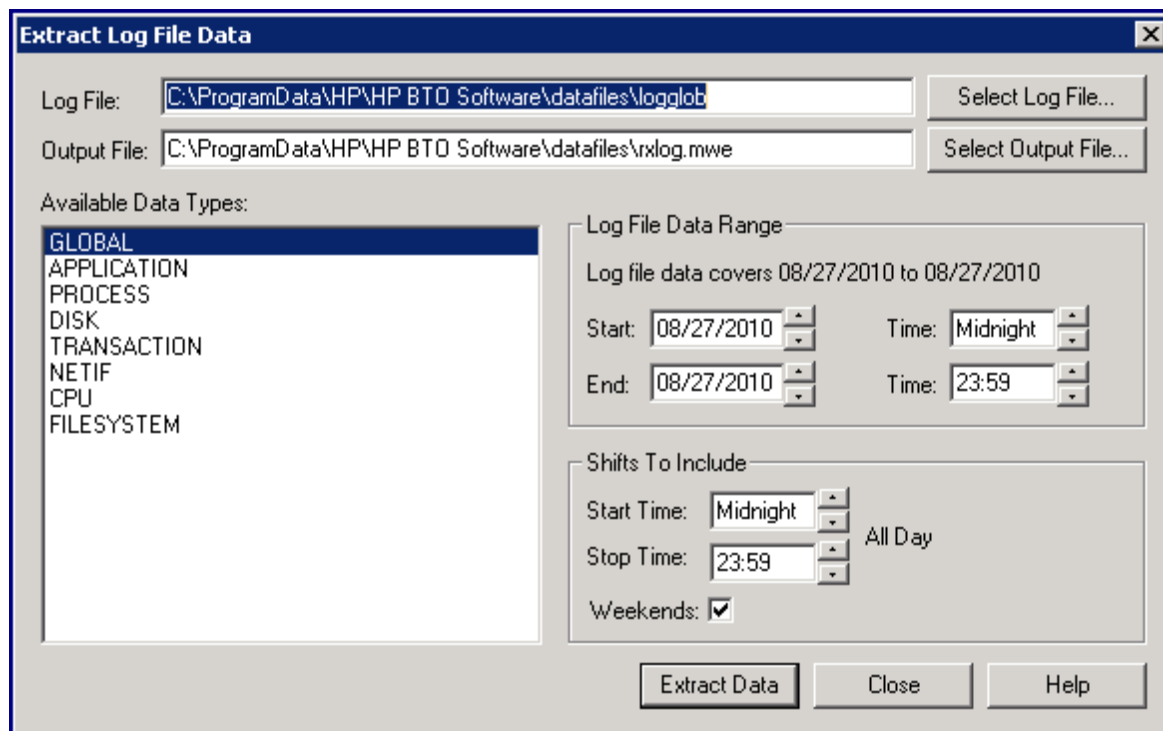 Extract Log File Data
Log File: C:\ProgramData\HP\HP BTO Software\datafiles\logglob Select Log File...
Output File: C:\ProgramData\HP\HP BTO Software\datafiles\rxlog.mwe Select Output File...
Available Data Types:
GLOBAL
APPLICATION
PROCESS
DISK
TRANSACTION
NETIF
CPU
FILESYSTEM
Log File Data Range
Log file data covers 08/27/2010 to 08/27/2010
Start: 08/27/2010 Time: Midnight
End: 08/27/2010 Time: 23:59
Shifts To Include
Start Time: Midnight
All Day
Stop Time: 23:59
Weekends:
Extract Data Close Help